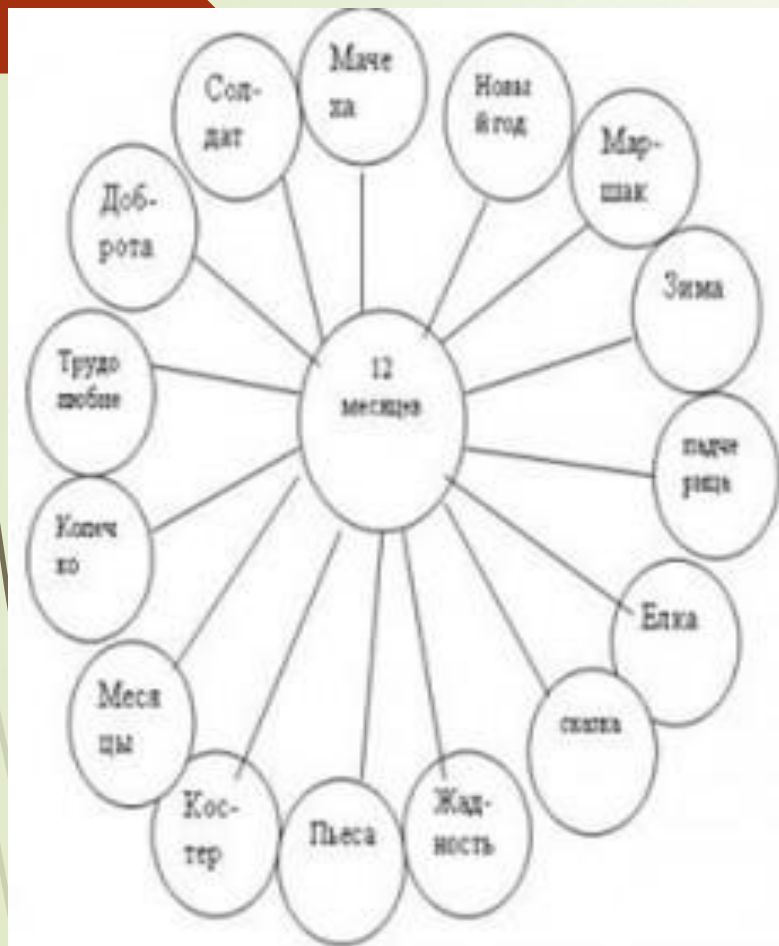 12
месяцев
Маче
ха
Новы
й год
Мар-
шак
Зима
падче
рица
Елка
сказка
Жад-
ность
Пьеса
Кос-
тер
Меся
цы
Колеч
ко
Трудо
любие
Доб-
рота
Сол-
дат